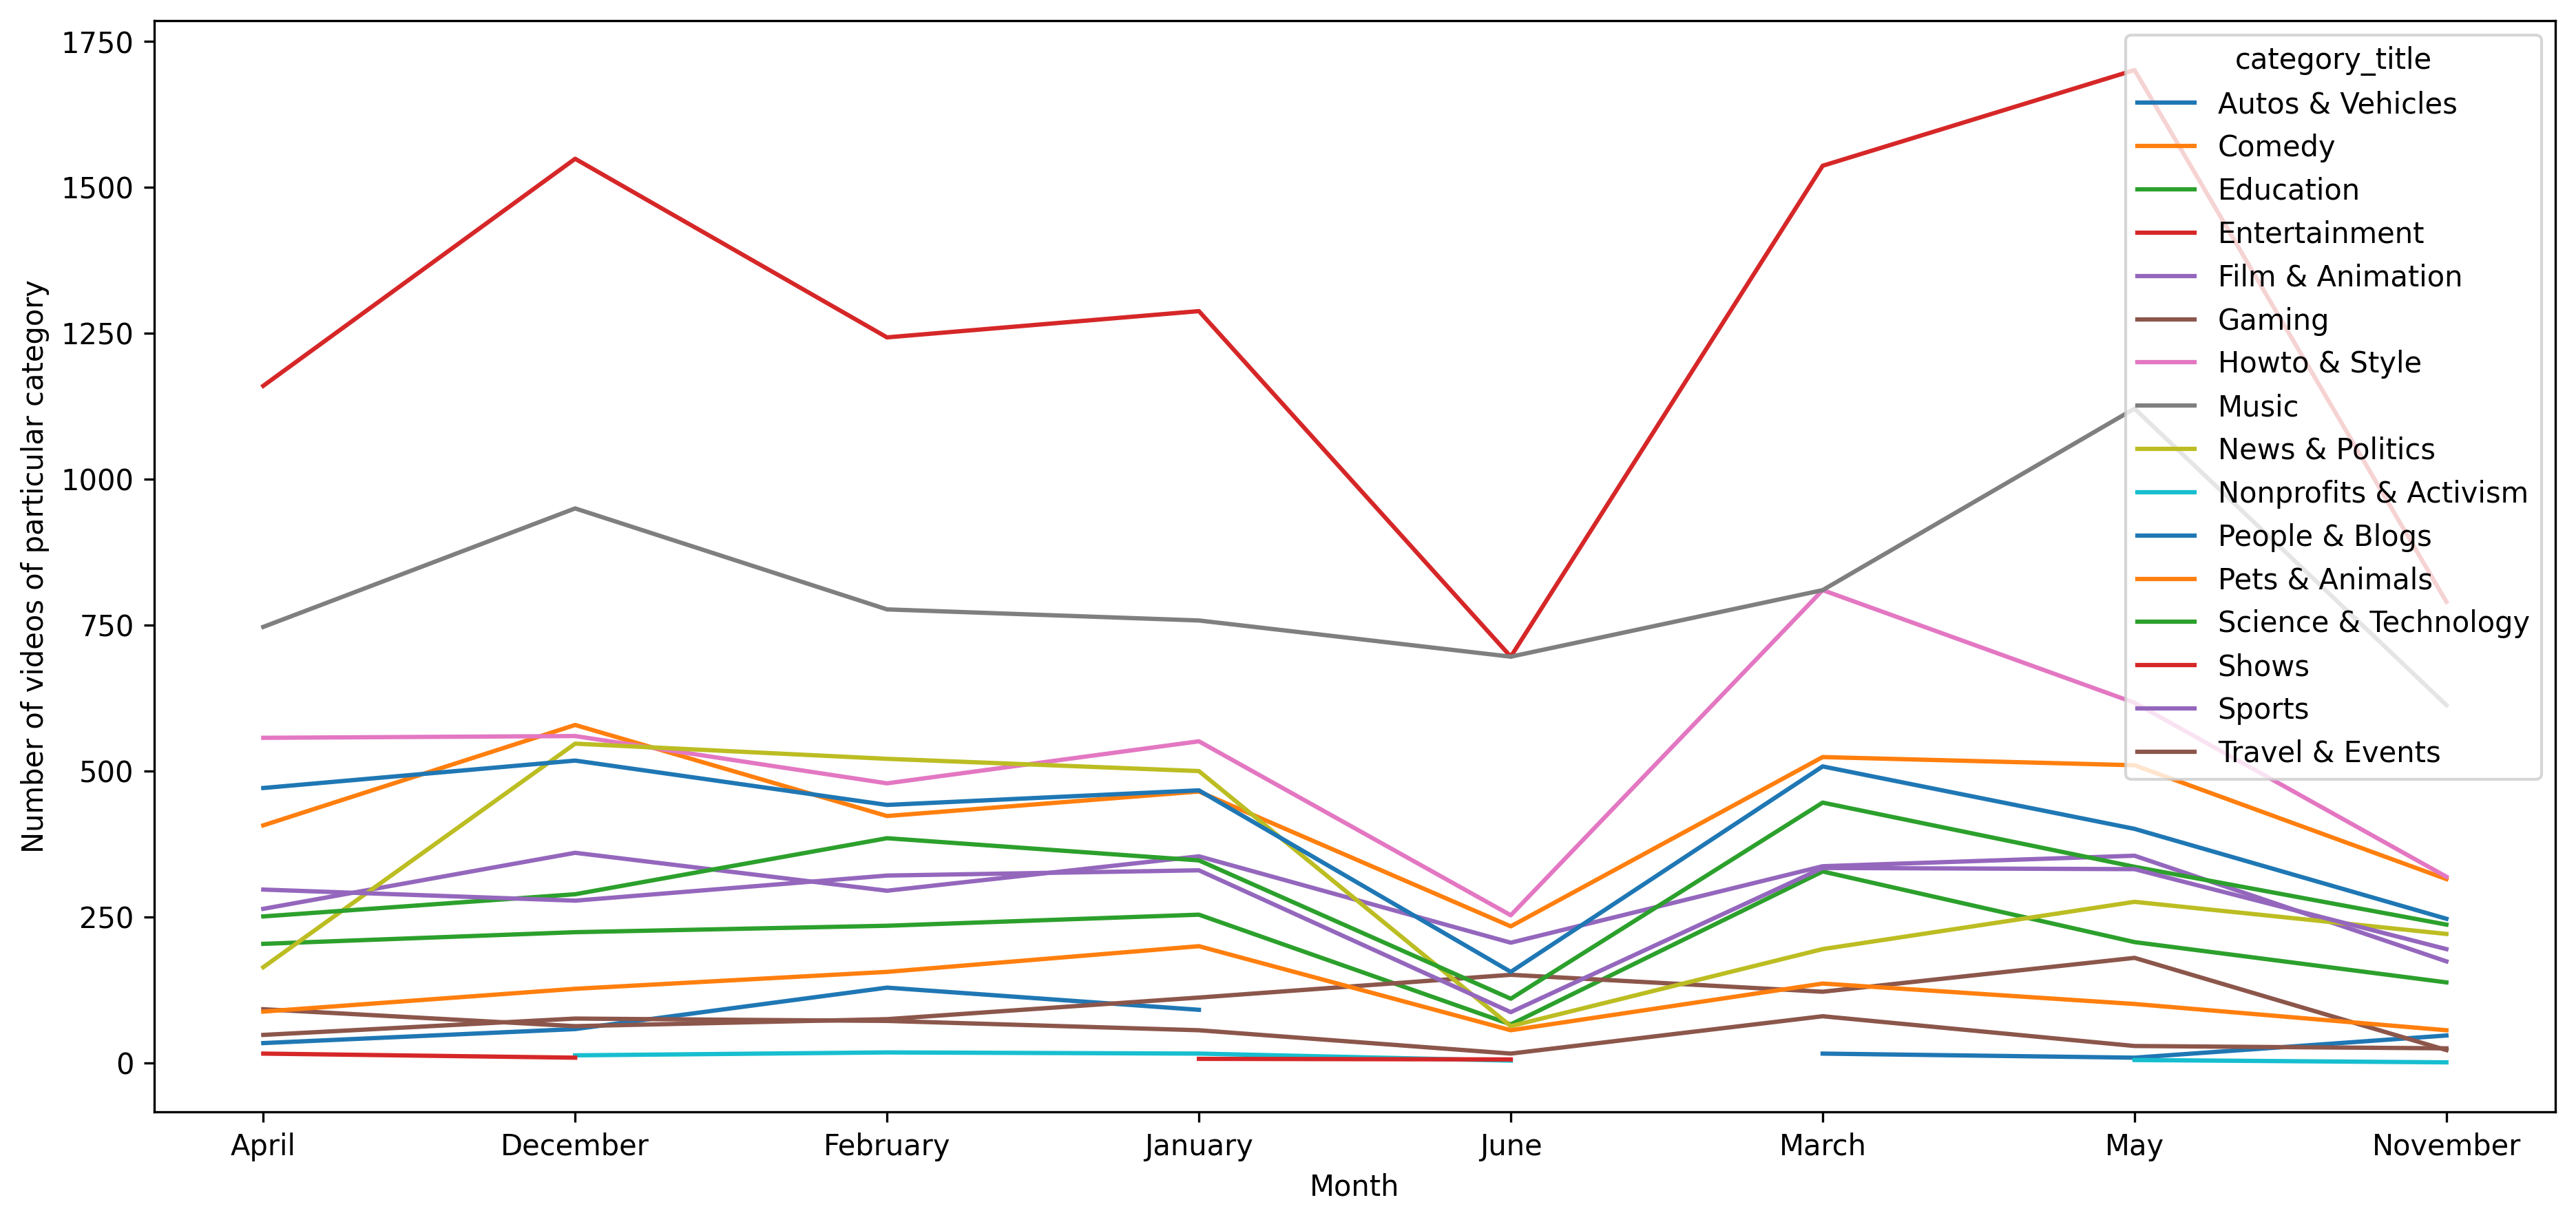 1750
1500
1250
1000
750
500
250
0
Number of videos of particular category
category_title
Autos & Vehicles
Comedy
Education
Entertainment
Film & Animation
Gaming
Howto & Style
Music
News & Politics
Nonprofits & Activism
People & Blogs
Pets & Animals
Science & Technology
Shows
Sports
Travel & Events
April December February January June March May November
Month